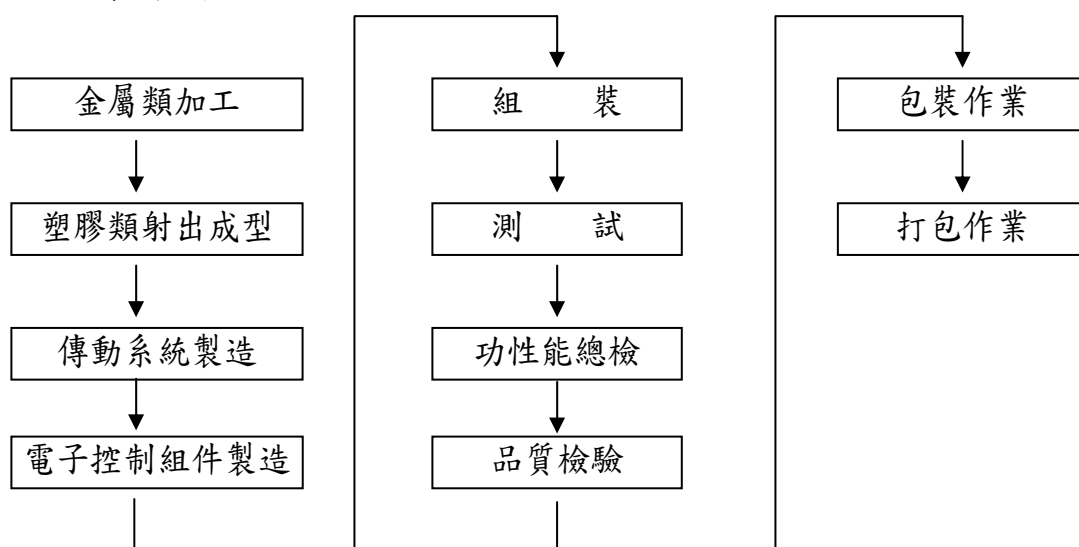 金屬類加工
塑膠類射出成型
傳動系統製造
電子控制組件製造
組　　裝
測　　試
功性能總檢
品質檢驗
包裝作業
打包作業